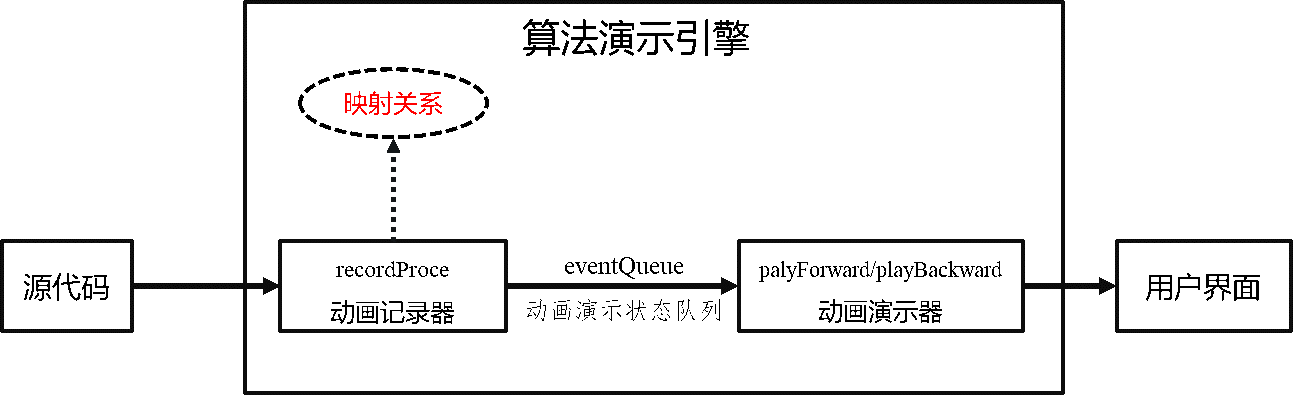 算法演示引擎
映射关系
源代码
recordProce
动画记录器
eventQueue
动画演示状态队列
palyForward/playBackward
动画演示器
用户界面